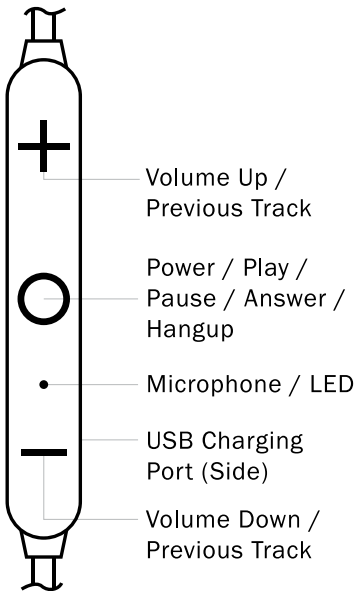 Volume Up /
Previous Track
Power / Play /
Pause / Answer /
Hangup
Microphone / LED
USB Charging
Port (Side)
Volume Down /
Previous Track